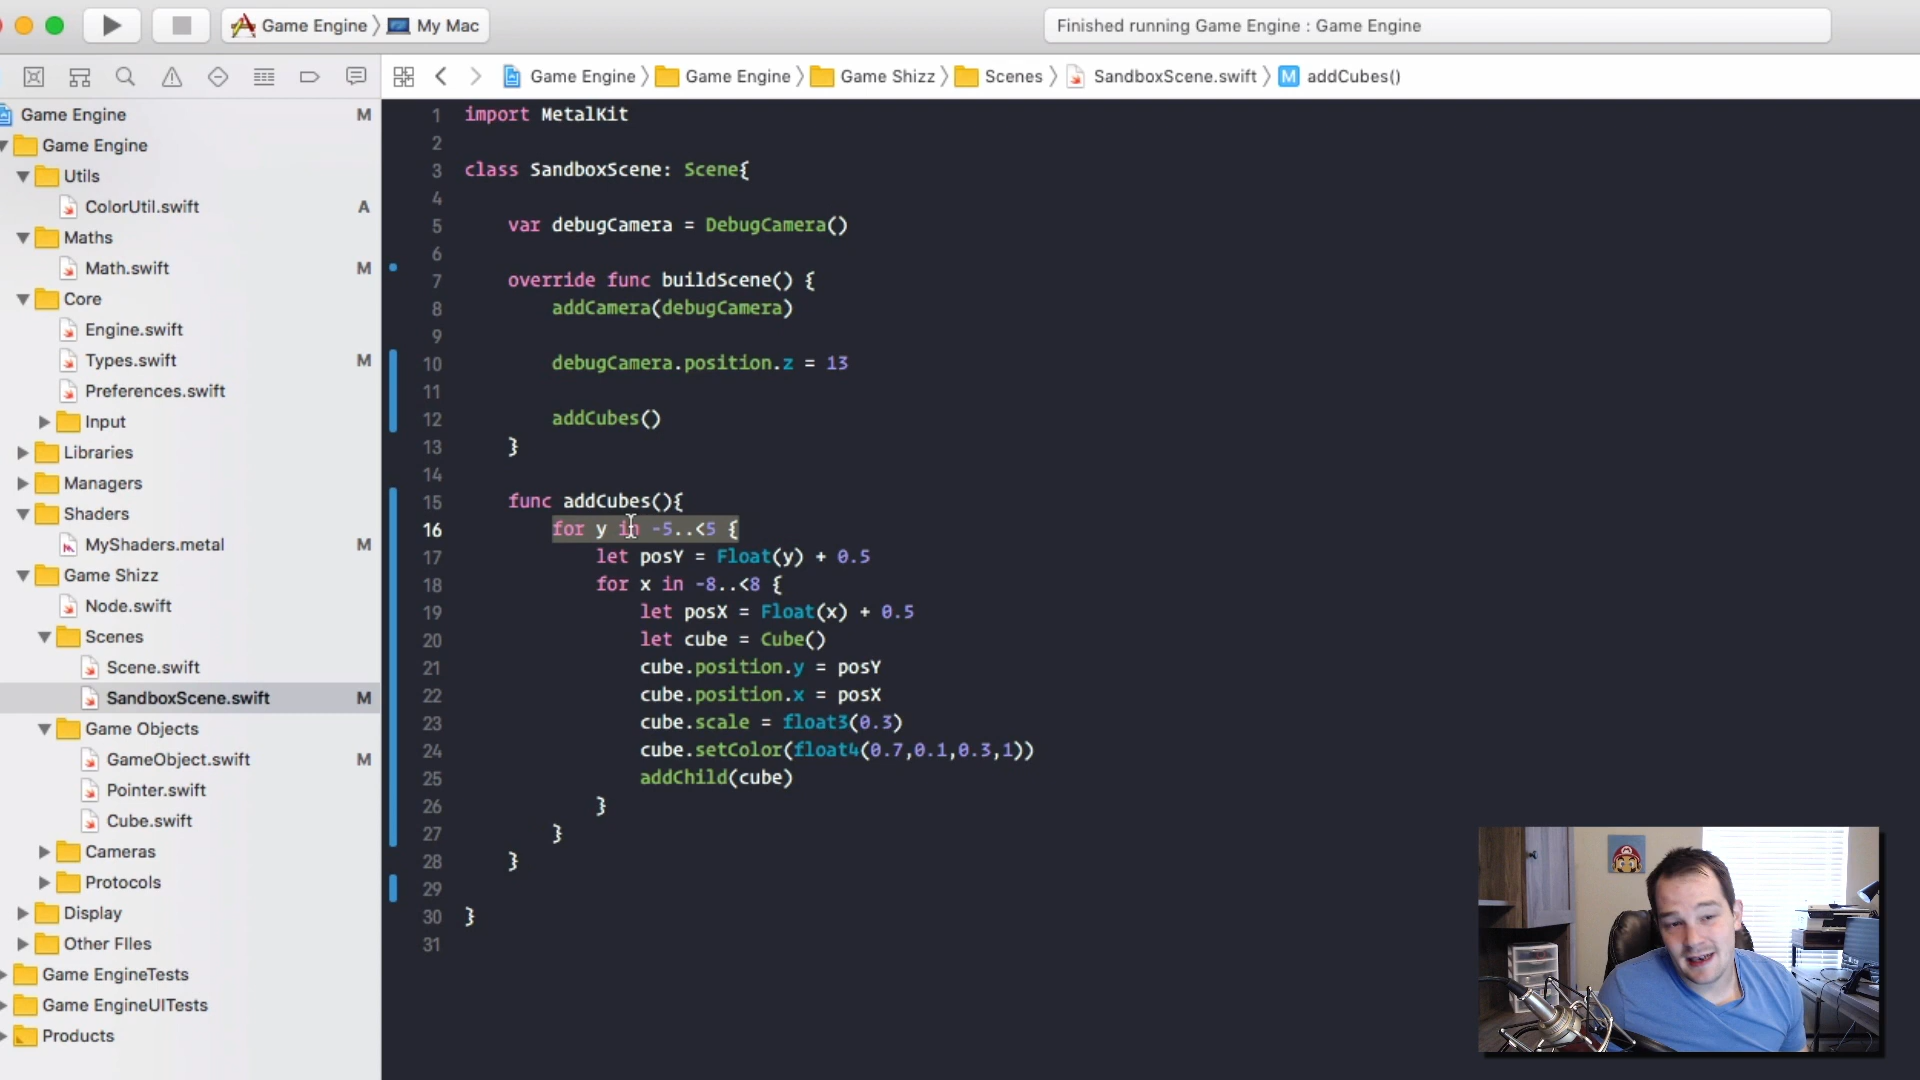 Game Engine 〉 My Mac
Finished running Game Engine : Game Engine
Game Engine 〉 Game Engine 〉 Game Shizz 〉 Scenes 〉 SandboxScene.swift 〉 M addCubes()
Game Engine M
Game Engine
Utils
ColorUtil.swift A
Maths
Math.swift M
Core
Engine.swift
Types.swift M
Preferences.swift
Input
Libraries
Managers
Shaders
MyShaders.metal M
Game Shizz
Node.swift
Scenes
Scene.swift
SandboxScene.swift M
Game Objects
GameObject.swift M
Pointer.swift
Cube.swift
Cameras
Protocols
Display
Other FIles
Game EngineTests
Game EngineUITests
Products
1 import MetalKit
2
3 class SandboxScene: Scene{
4
5 var debugCamera = DebugCamera()
6
7 override func buildScene() {
8 addCamera(debugCamera)
9
10 debugCamera.position.z = 13
11
12 addCubes()
13 }
14
15 func addCubes(){
16 for y in -5..<5 {
17 let posY = Float(y) + 0.5
18 for x in -8..<8 {
19 let posX = Float(x) + 0.5
20 let cube = Cube()
21 cube.position.y = posY
22 cube.position.x = posX
23 cube.scale = float3(0.3)
24 cube.setColor(float4(0.7,0.1,0.3,1))
25 addChild(cube)
26 }
27 }
28 }
29
30 }
31